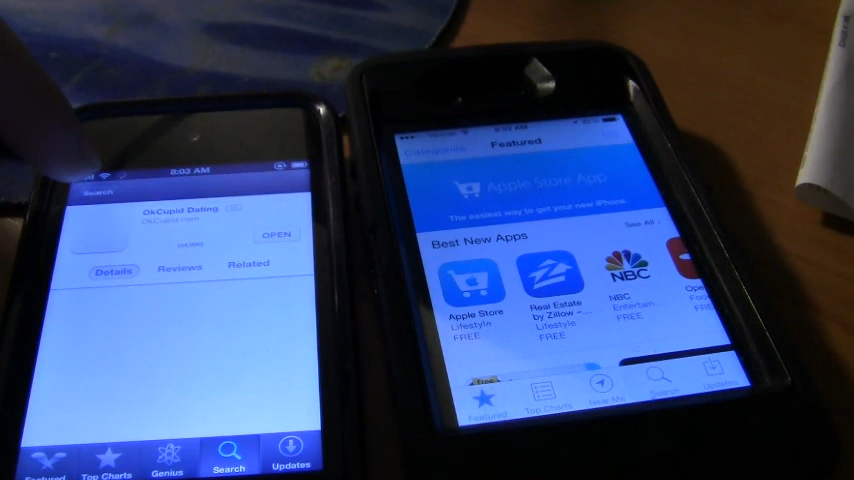 8:03 AM
Search
OkCupid Dating
OkCupid.com
OPEN
Details
Reviews
Related
Featured
Top Charts
Genius
Search
Updates
8:03 AM
Categories
Featured
Apple Store App
The easiest way to get your new iPhone.
Best New Apps
See All
Apple Store
Lifestyle
FREE
Real Estate
by Zillow –...
Lifestyle
FREE
NBC
NBC
Entertain...
FREE
Ope
Foo
FREE
Free
Featured
Top Charts
Near Me
Search
Updates